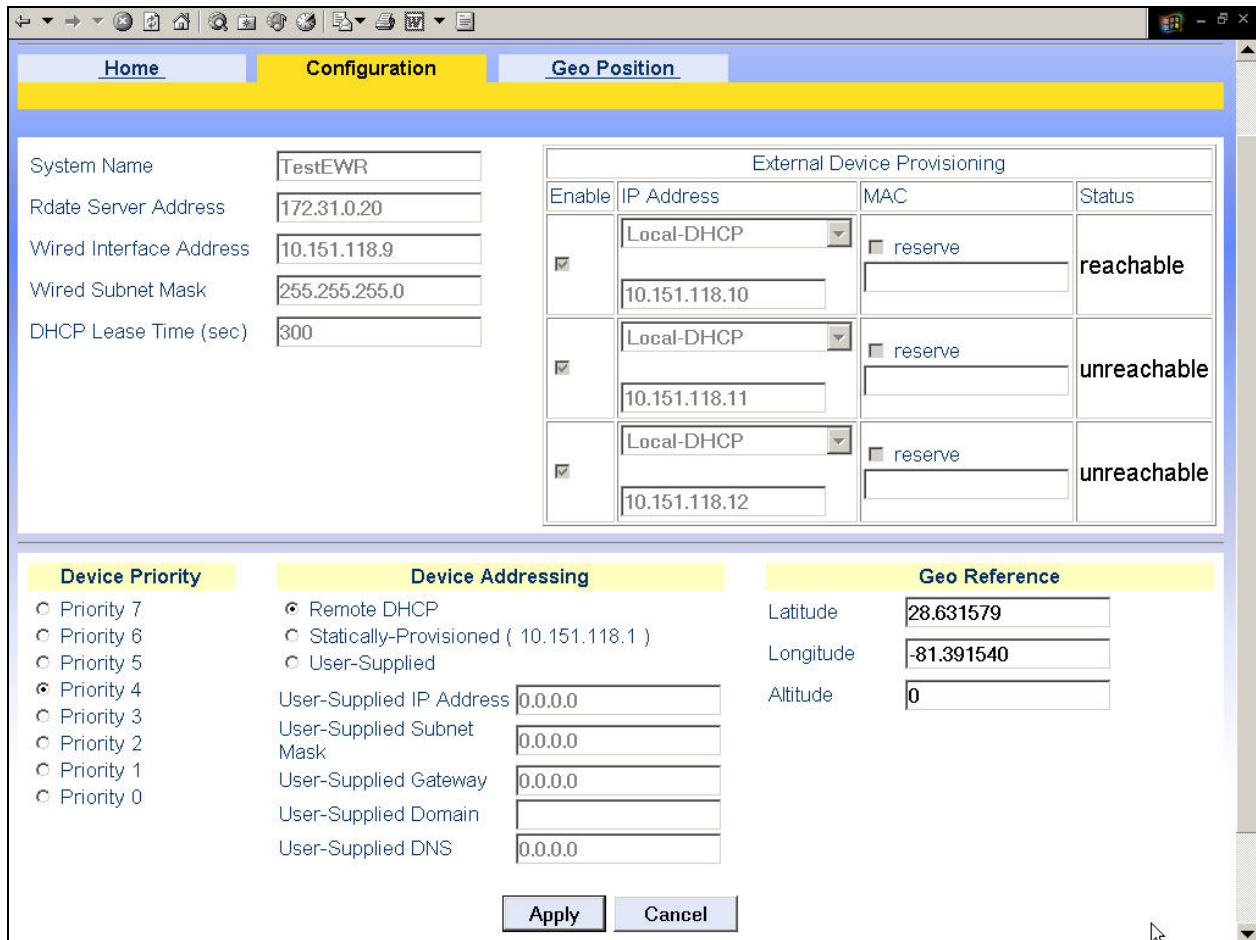 Home Configuration Geo Position
System Name TestEWR
Rdate Server Address 172.31.0.20
Wired Interface Address 10.151.118.9
Wired Subnet Mask 255.255.255.0
DHCP Lease Time (sec) 300
External Device Provisioning
Enable IP Address MAC Status
Local-DHCP reserve
10.151.118.10
reachable
Local-DHCP reserve
10.151.118.11
unreachable
Local-DHCP reserve
10.151.118.12
unreachable
Device Priority
Priority 7
Priority 6
Priority 5
Priority 4
Priority 3
Priority 2
Priority 1
Priority 0
Device Addressing
Remote DHCP
Statically-Provisioned ( 10.151.118.1 )
User-Supplied
User-Supplied IP Address 0.0.0.0
User-Supplied Subnet
Mask 0.0.0.0
User-Supplied Gateway 0.0.0.0
User-Supplied Domain
User-Supplied DNS 0.0.0.0
Geo Reference
Latitude 28.631579
Longitude -81.391540
Altitude 0
Apply Cancel